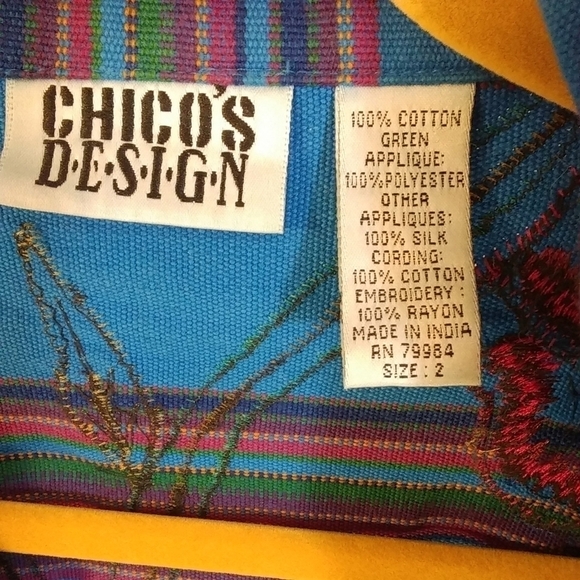 CHICO'S
D·E·S·I·G·N
100% COTTON
GREEN
APPLIQUE:
100%POLYESTER
OTHER
APPLIQUES:
100% SILK
CORDING:
100% COTTON
EMBROIDERY :
100% RAYON
MADE IN INDIA
RN 79984
SIZE : 2